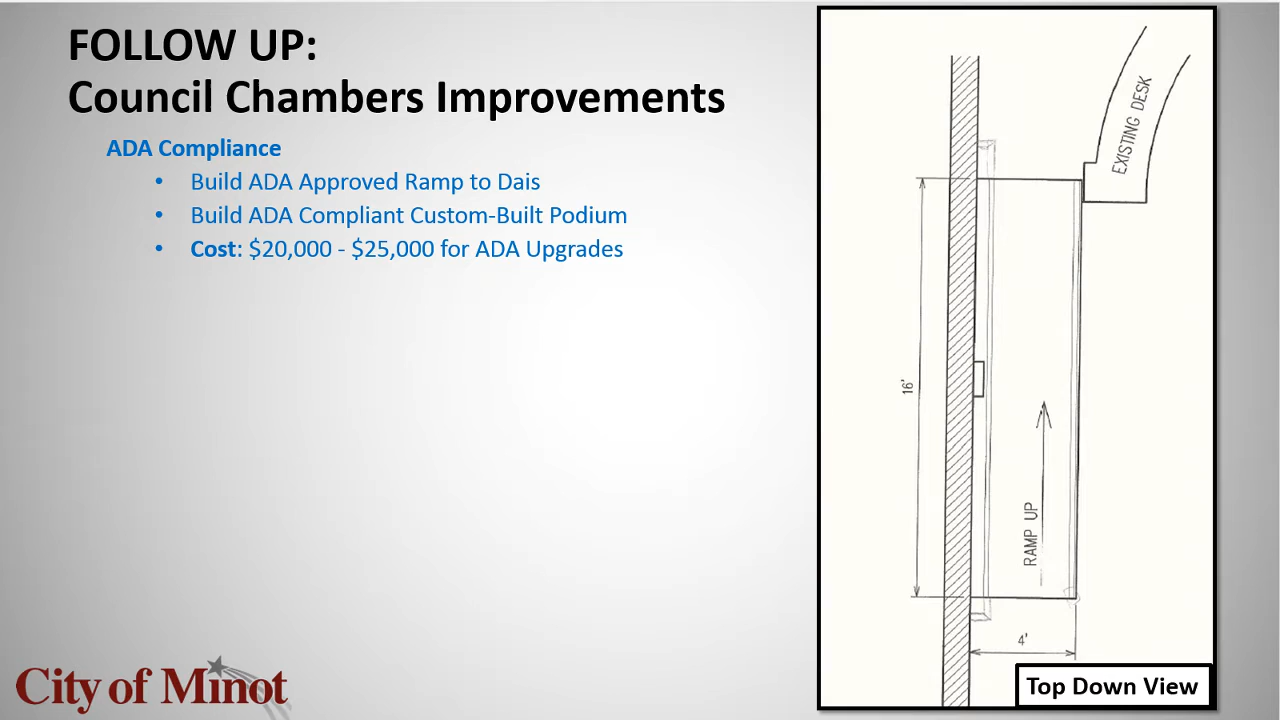 FOLLOW UP:
Council Chambers Improvements
ADA Compliance
• Build ADA Approved Ramp to Dais
• Build ADA Compliant Custom-Built Podium
• Cost: $20,000 - $25,000 for ADA Upgrades
EXISTING DESK
16'
RAMP UP
4'
Top Down View
City of Minot